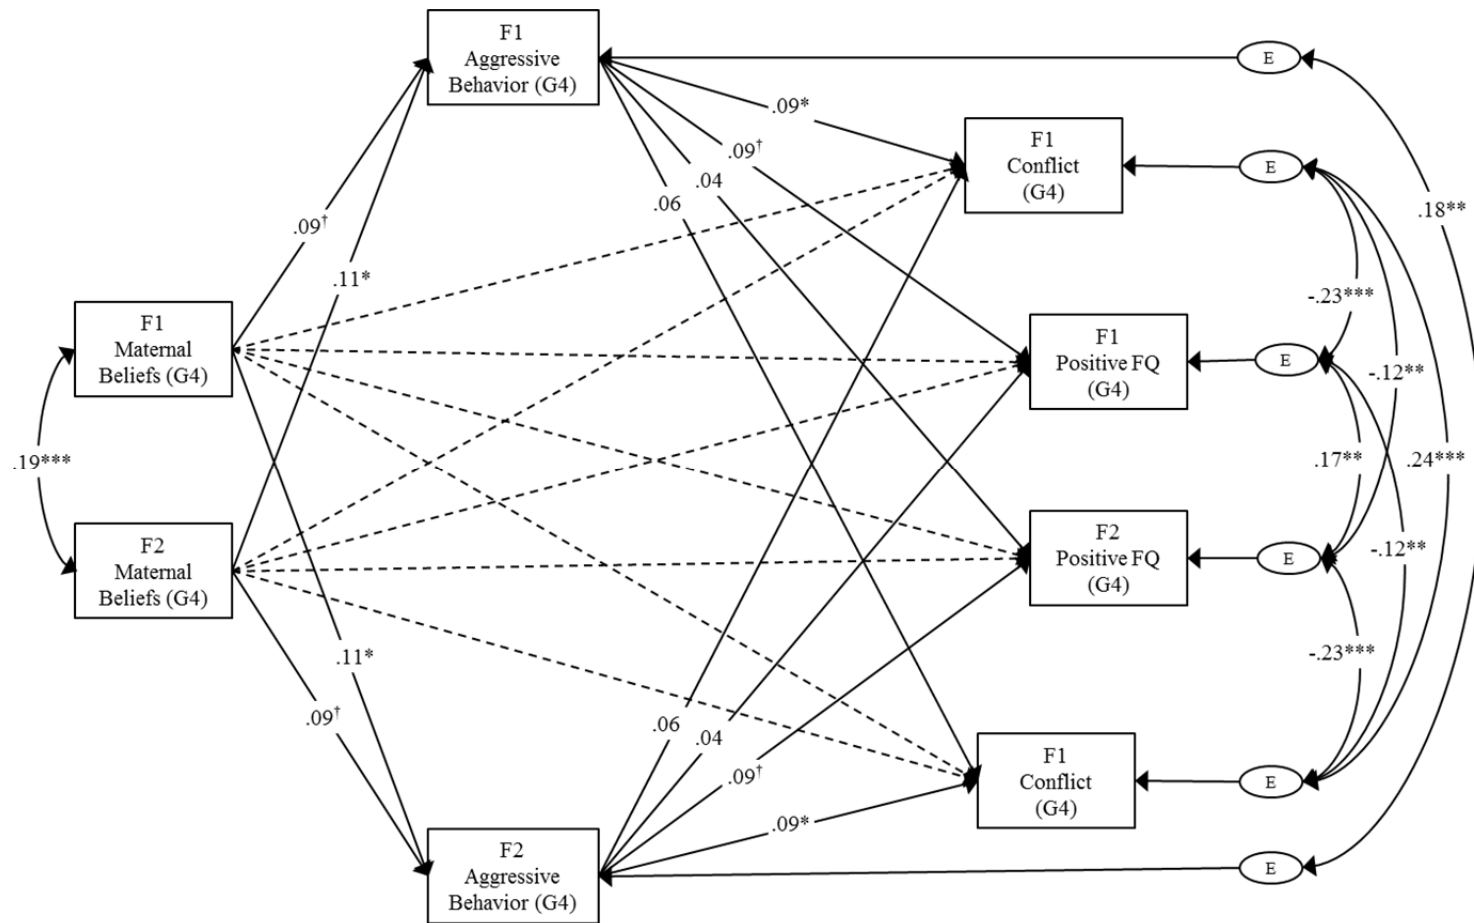 F1
Aggressive
Behavior (G4)
E
.09*
F1
Conflict
(G4)
E
.09†
.04
.06
.18**
.09†
.11*
-.23***
F1
Maternal
Beliefs (G4)
F1
Positive FQ
(G4)
E
-.12**
.19***
.17**
.24***
F2
Maternal
Beliefs (G4)
F2
Positive FQ
(G4)
E
-.12**
.11*
-.23***
.09†
.06
.04
.09†
F1
Conflict
(G4)
E
.09*
F2
Aggressive
Behavior (G4)
E